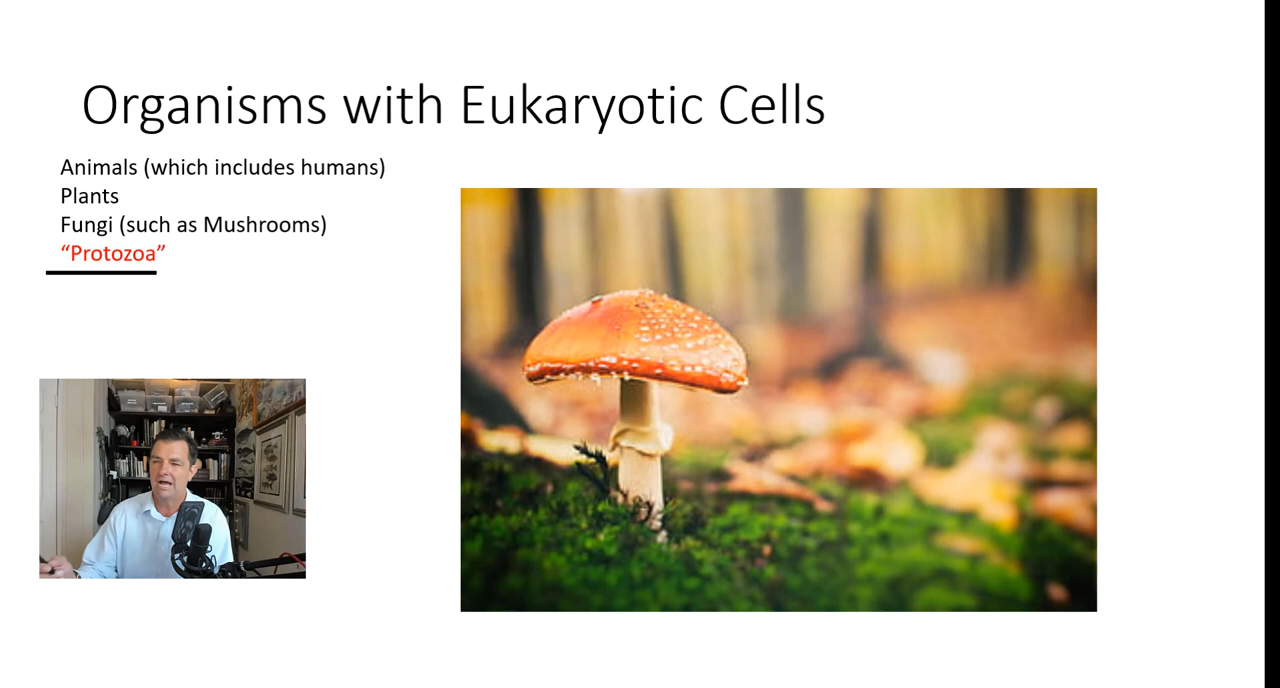 Organisms with Eukaryotic Cells
Animals (which includes humans)
Plants
Fungi (such as Mushrooms)
“Protozoa”